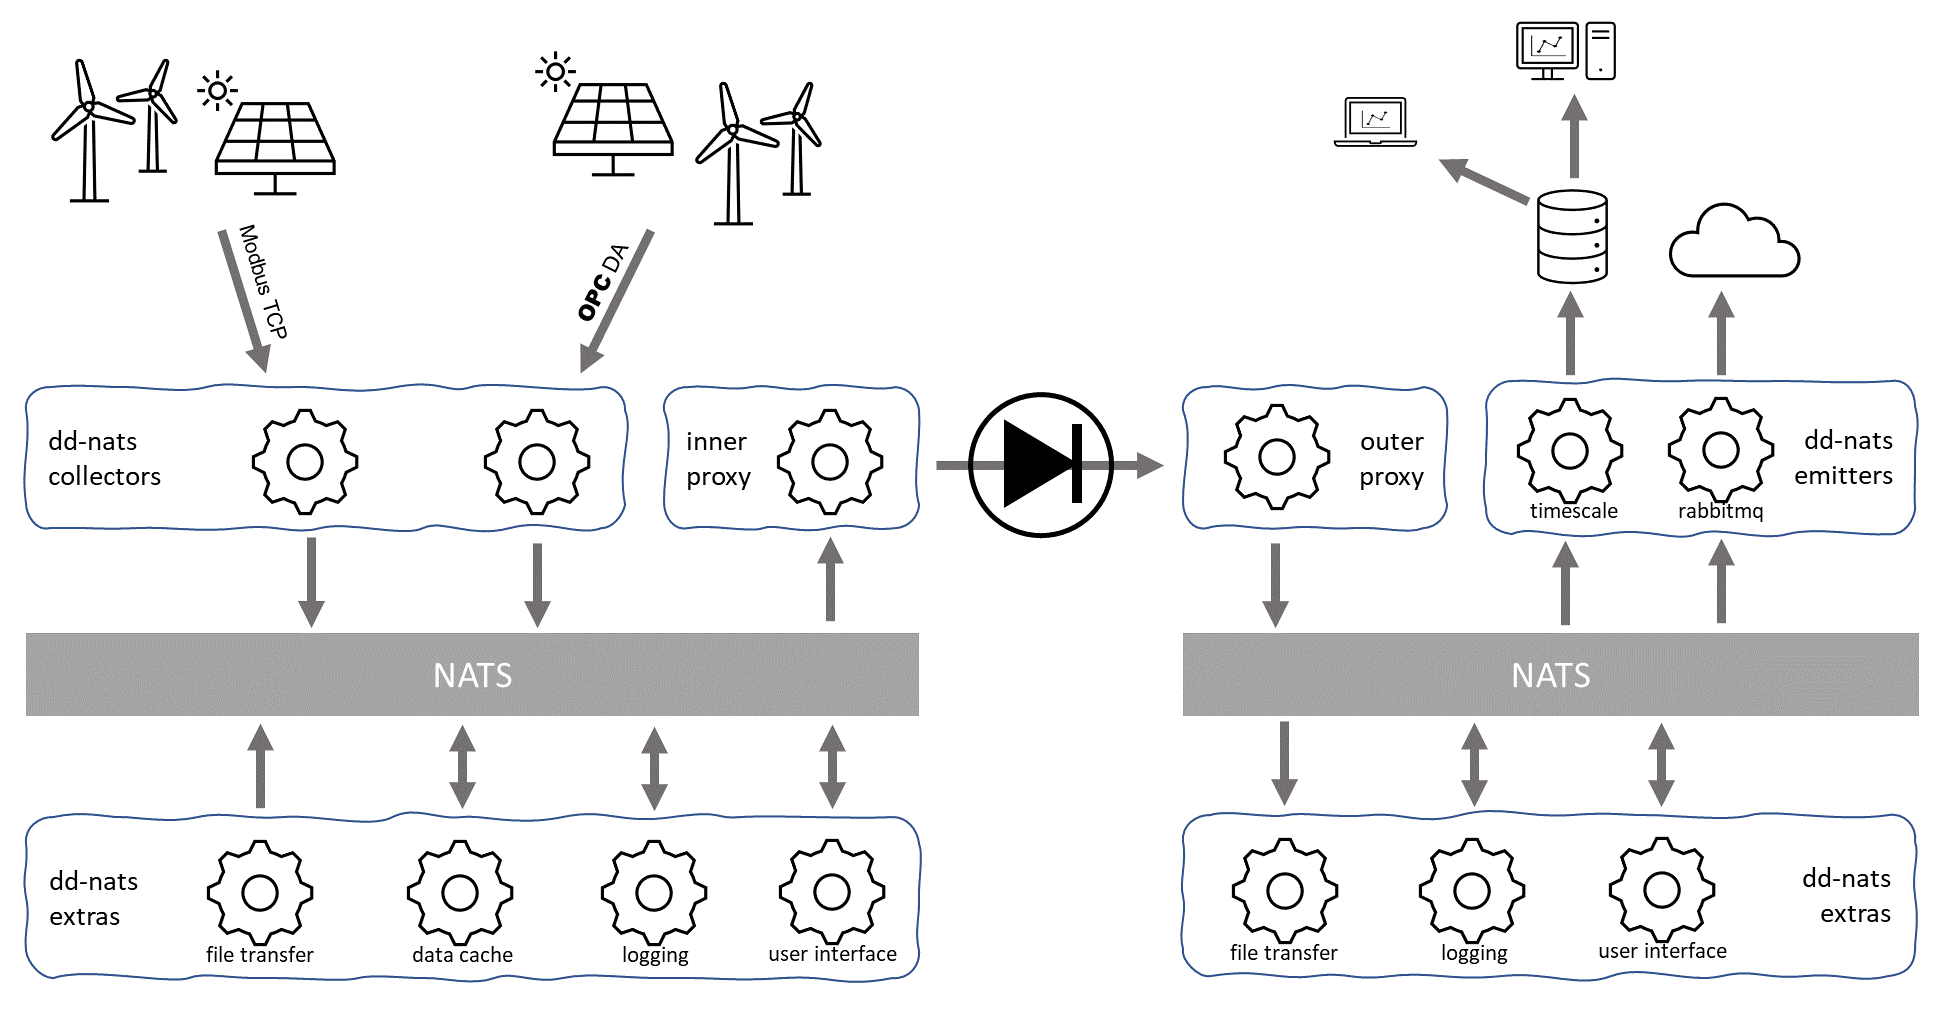 Modbus TCP
OPC DA
dd-nats
collectors
inner
proxy
outer
proxy
dd-nats
emitters
timescale
rabbitmq
NATS
NATS
dd-nats
extras
file transfer
data cache
logging
user interface
file transfer
logging
user interface
dd-nats
extras